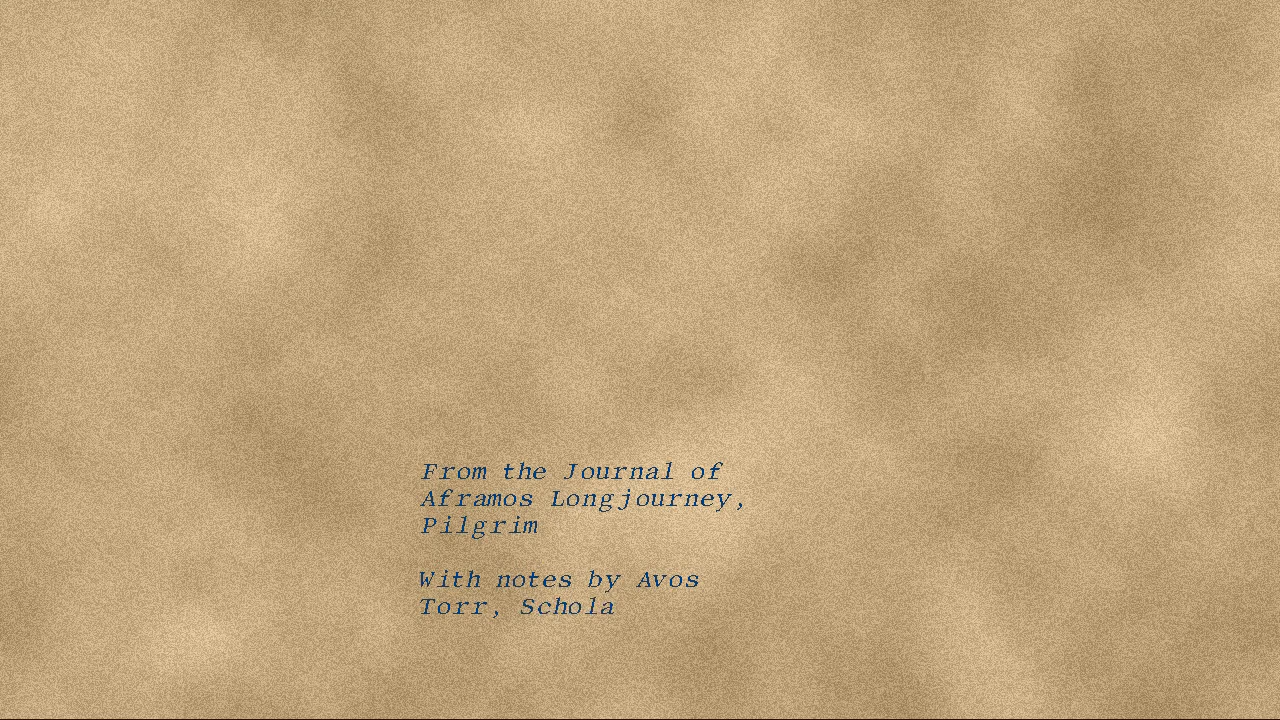 From the Journal of
Aframos Longjourney,
Pilgrim
With notes by Avos
Torr, Schola